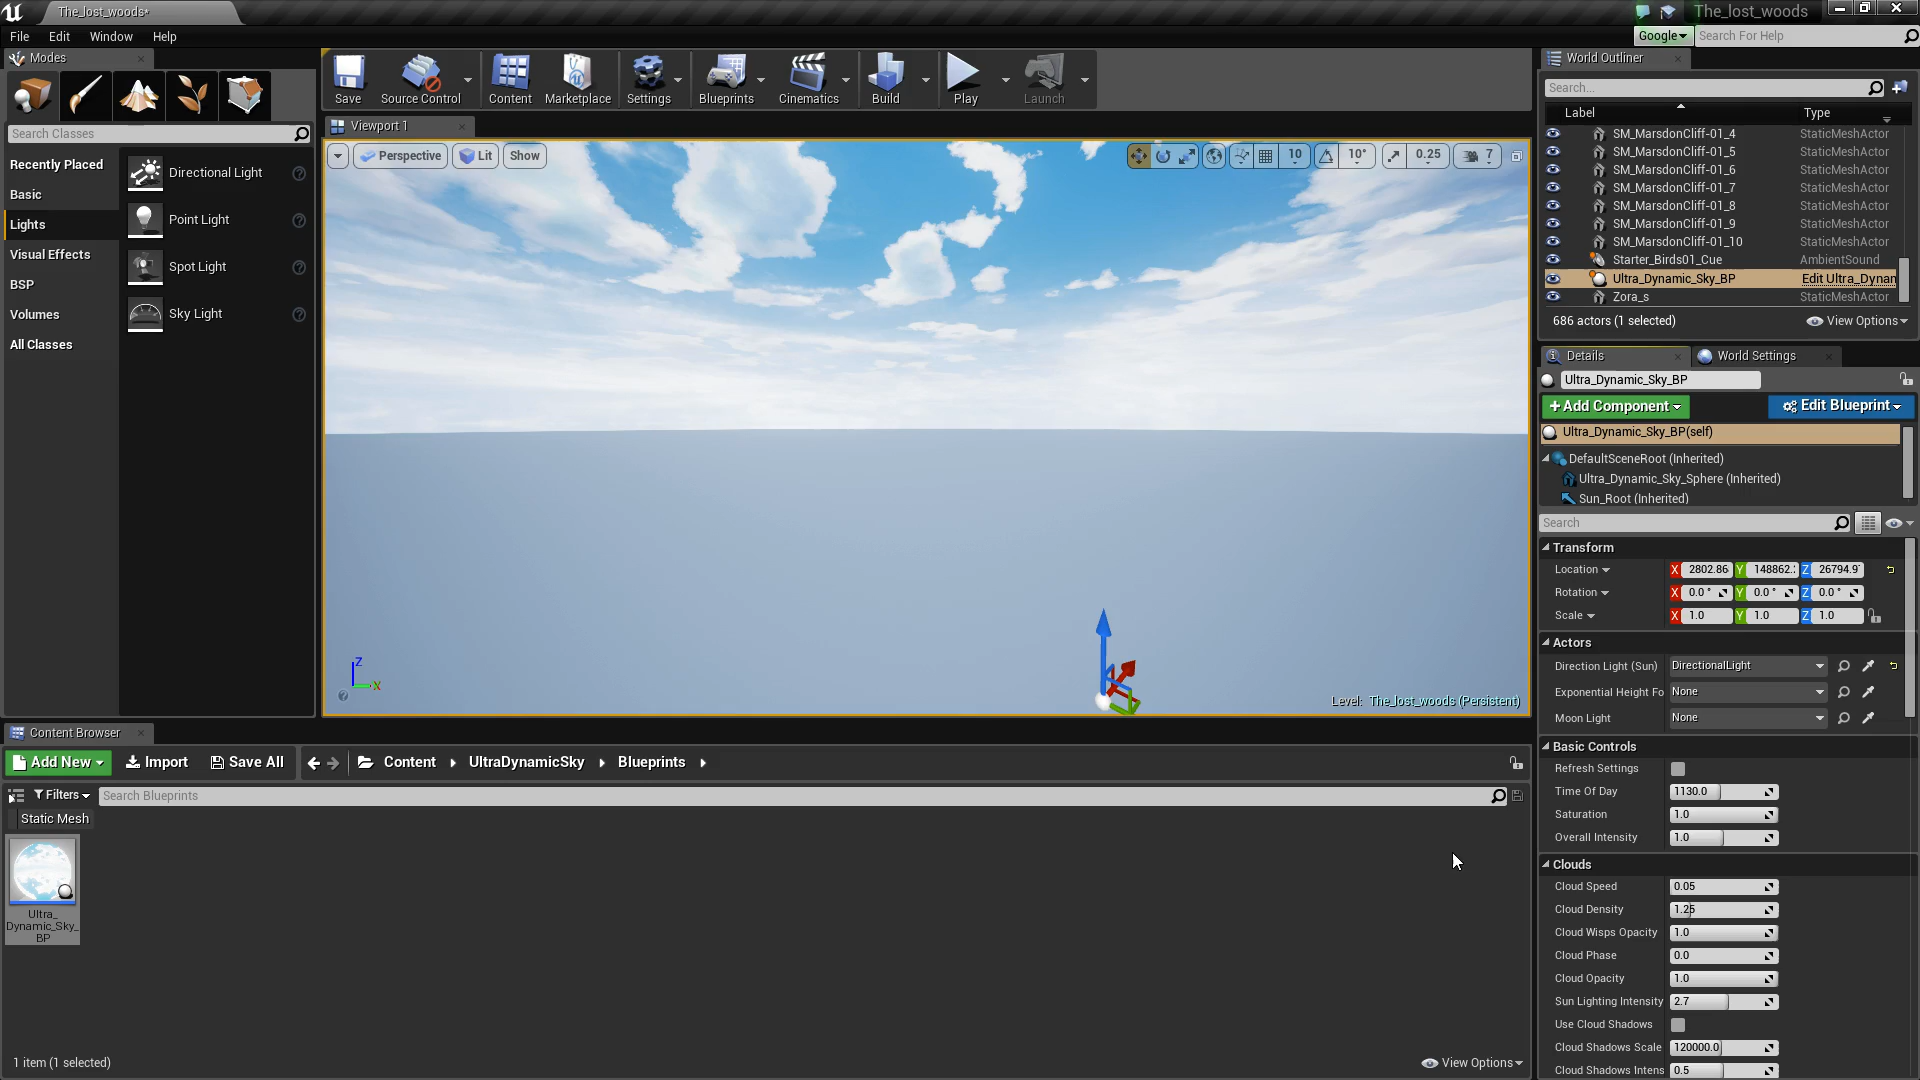 The_lost_woods*
The_lost_woods
File Edit Window Help
Google
Search For Help
Modes
Search Classes
Recently Placed
Basic
Lights
Visual Effects
BSP
Volumes
All Classes
Directional Light
Point Light
Spot Light
Sky Light
Save
Source Control
Content
Marketplace
Settings
Blueprints
Cinematics
Build
Play
Launch
Viewport 1
Perspective
Lit
Show
10
10°
0.25
7
Z
X
Level: The_lost_woods (Persistent)
World Outliner
Search...
Label Type
SM_MarsdonCliff-01_4 StaticMeshActor
SM_MarsdonCliff-01_5 StaticMeshActor
SM_MarsdonCliff-01_6 StaticMeshActor
SM_MarsdonCliff-01_7 StaticMeshActor
SM_MarsdonCliff-01_8 StaticMeshActor
SM_MarsdonCliff-01_9 StaticMeshActor
SM_MarsdonCliff-01_10 StaticMeshActor
Starter_Birds01_Cue AmbientSound
Ultra_Dynamic_Sky_BP Edit Ultra_Dynan
Zora_s StaticMeshActor
686 actors (1 selected)
View Options
Details
World Settings
Ultra_Dynamic_Sky_BP
+Add Component
Edit Blueprint
Ultra_Dynamic_Sky_BP(self)
DefaultSceneRoot (Inherited)
Ultra_Dynamic_Sky_Sphere (Inherited)
Sun_Root (Inherited)
Search
Transform
Location X 2802.86 Y 148862. Z 26794.9
Rotation X 0.0 ° Y 0.0 ° Z 0.0 °
Scale X 1.0 Y 1.0 Z 1.0
Actors
Direction Light (Sun) DirectionalLight
Exponential Height Fo None
Moon Light None
Basic Controls
Refresh Settings
Time Of Day 1130.0
Saturation 1.0
Overall Intensity 1.0
Clouds
Cloud Speed 0.05
Cloud Density 1.25
Cloud Wisps Opacity 1.0
Cloud Phase 0.0
Cloud Opacity 1.0
Sun Lighting Intensity 2.7
Use Cloud Shadows
Cloud Shadows Scale 120000.0
Cloud Shadows Intens 0.5
Content Browser
Add New
Import
Save All
Content
UltraDynamicSky
Blueprints
Filters
Search Blueprints
Static Mesh
Ultra_
Dynamic_Sky_
BP
1 item (1 selected)
View Options